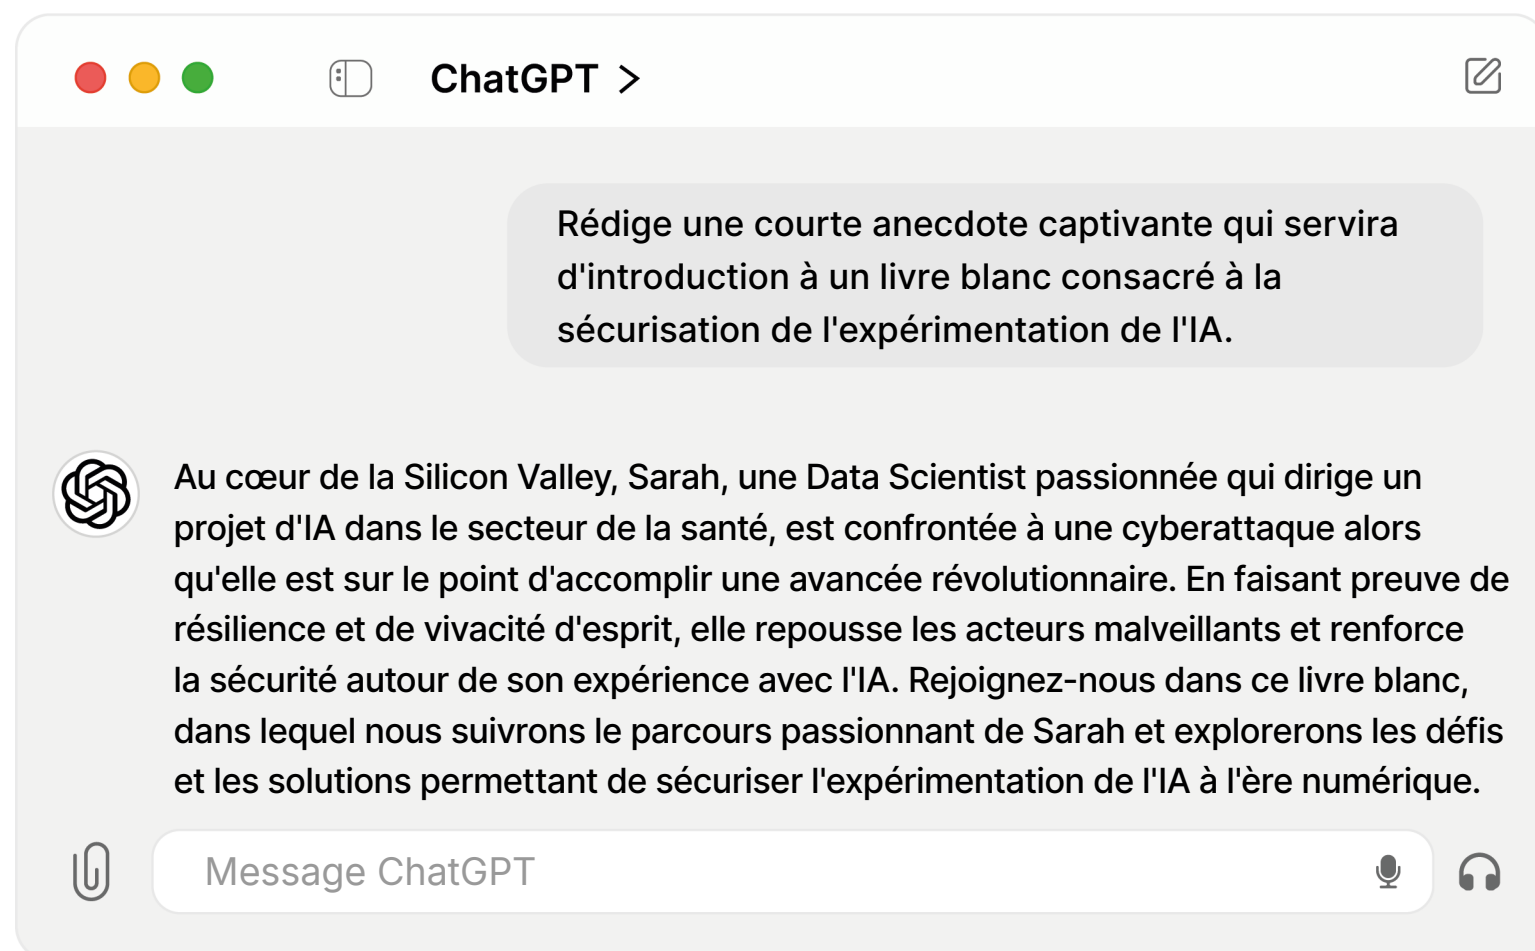 ChatGPT >
Rédige une courte anecdote captivante qui servira
d'introduction à un livre blanc consacré à la
sécurisation de l'expérimentation de l'IA.
Au cœur de la Silicon Valley, Sarah, une Data Scientist passionnée qui dirige un
projet d'IA dans le secteur de la santé, est confrontée à une cyberattaque alors
qu'elle est sur le point d'accomplir une avancée révolutionnaire. En faisant preuve de
résilience et de vivacité d'esprit, elle repousse les acteurs malveillants et renforce
la sécurité autour de son expérience avec l'IA. Rejoignez-nous dans ce livre blanc,
dans lequel nous suivrons le parcours passionnant de Sarah et explorerons les défis
et les solutions permettant de sécuriser l'expérimentation de l'IA à l'ère numérique.
Message ChatGPT